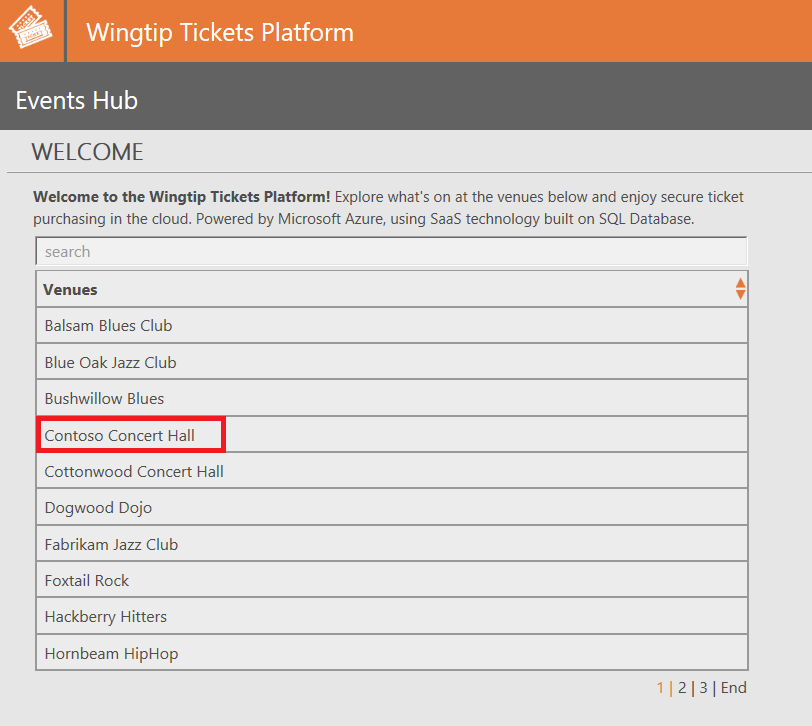 Wingtip Tickets Platform
Events Hub
WELCOME
Welcome to the Wingtip Tickets Platform! Explore what's on at the venues below and enjoy secure ticket
purchasing in the cloud. Powered by Microsoft Azure, using SaaS technology built on SQL Database.
search
Venues
Balsam Blues Club
Blue Oak Jazz Club
Bushwillow Blues
Contoso Concert Hall
Cottonwood Concert Hall
Dogwood Dojo
Fabrikam Jazz Club
Foxtail Rock
Hackberry Hitters
Hornbeam HipHop
1 | 2 | 3 | End